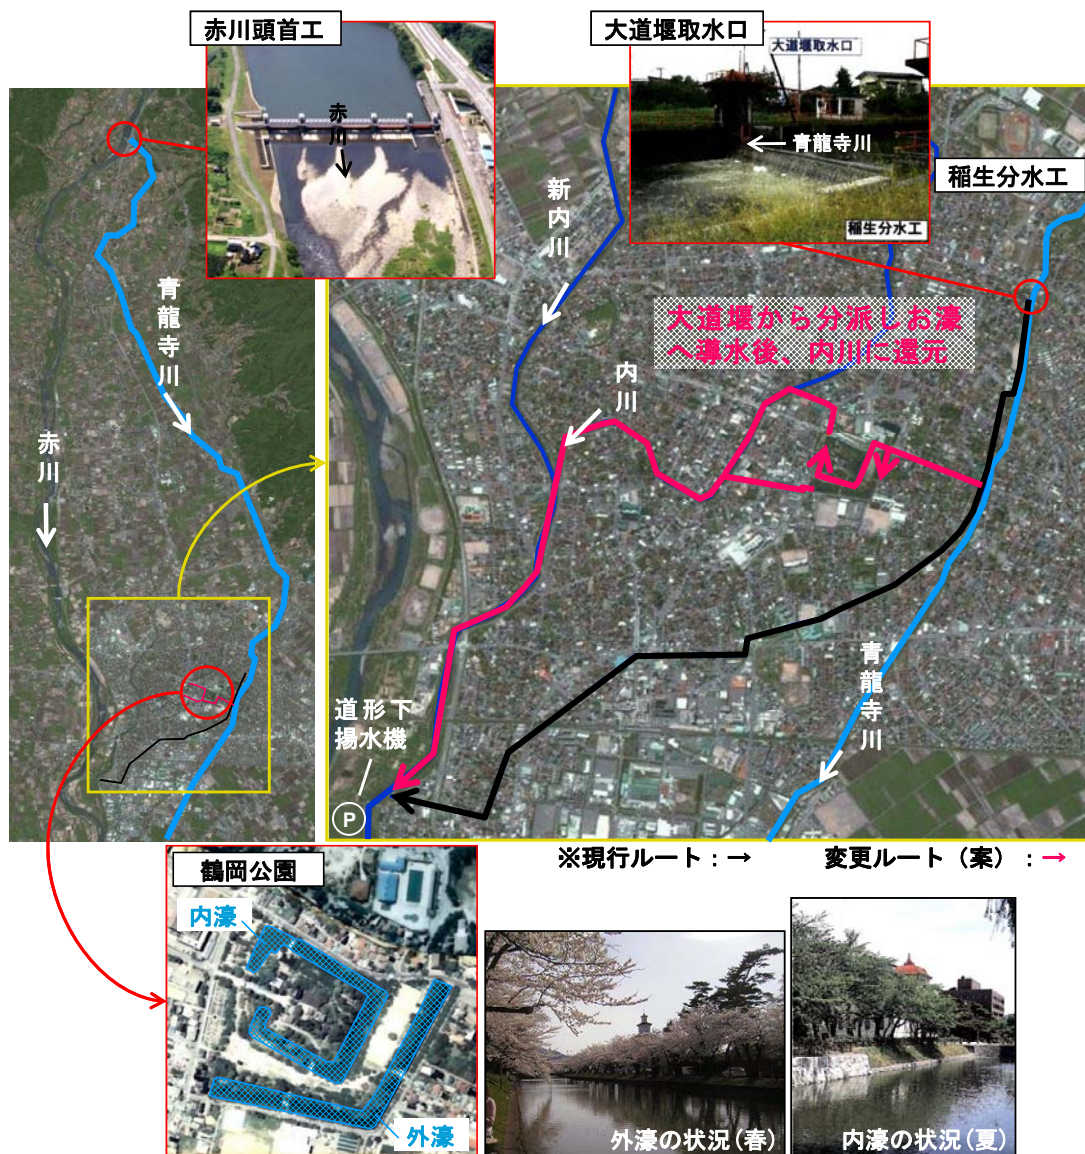 赤川頭首工
大道堰取水口
大道堰取水口
赤川
青龍寺川
稲生分水工
稲生分水工
新内川
青龍寺川
大道堰から分派しお濠
へ導水後、内川に還元
内川
赤川
青龍寺川
道形下
揚水機
P
※現行ルート：→
変更ルート（案）：→
鶴岡公園
内濠
外濠
外濠の状況(春)
内濠の状況(夏)